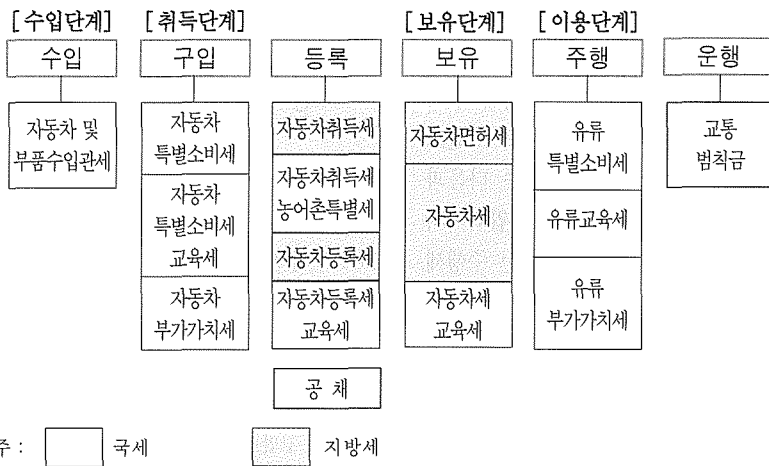 [수입단계]
[취득단계]
[보유단계]
[이용단계]
수입
구입
등록
보유
주행
운행
자동차 및
부품수입관세
자동차
특별소비세
자동차
특별소비세
교육세
자동차
부가가치세
자동차취득세
자동차취득세
농어촌특별세
자동차등록세
자동차등록세
교육세
공 채
자동차면허세
자동차세
자동차세
교육세
유류
특별소비세
유류교육세
유류
부가가치세
교통
범칙금
주 :
국세
지방세